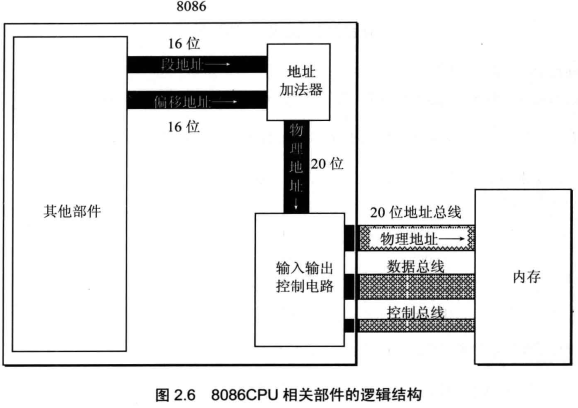 8086
16 位
段地址
地址
加法器
偏移地址
16 位
物理地址
20 位
其他部件
20 位地址总线
物理地址
输入输出
控制电路
数据总线
内存
控制总线
图 2.6 8086CPU 相关部件的逻辑结构